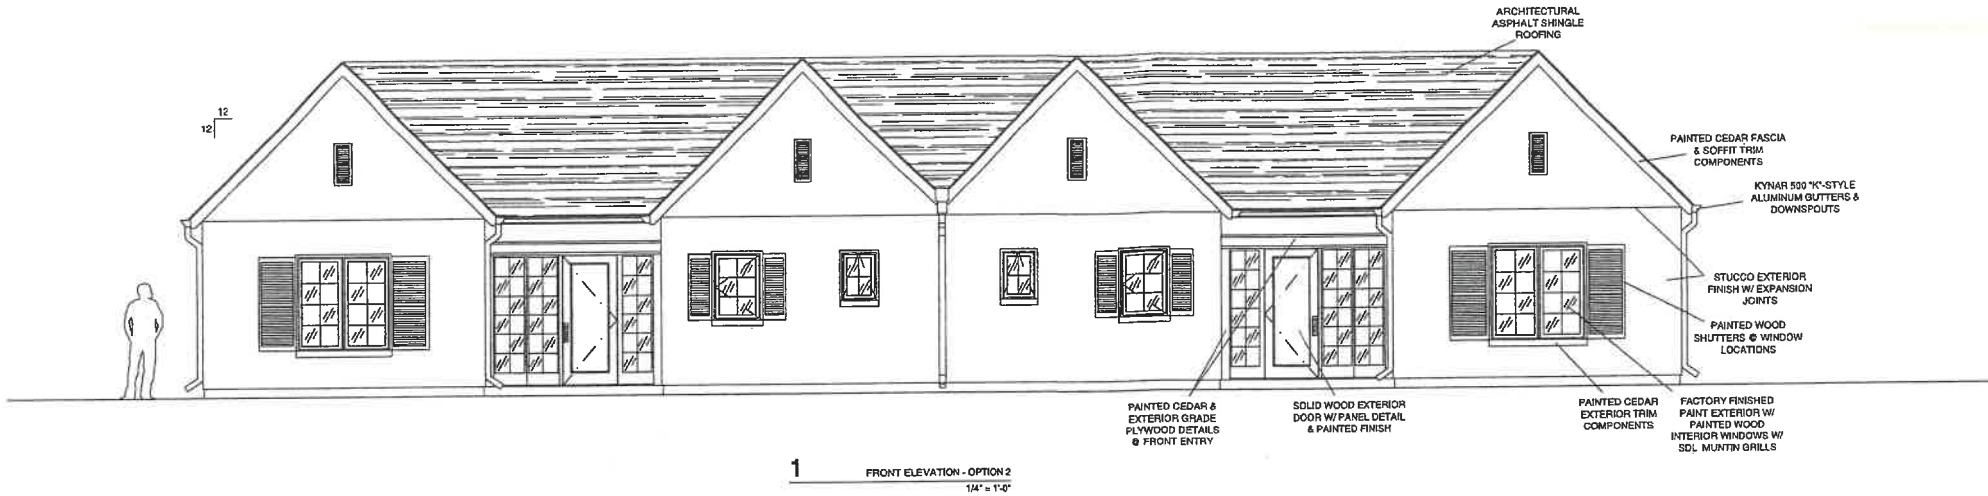 ARCHITECTURAL
ASPHALT SHINGLE
ROOFING
12
12
PAINTED CEDAR FASCIA
& SOFFIT TRIM
COMPONENTS
KYNAR 500 "K"-STYLE
ALUMINUM GUTTERS &
DOWNSPOUTS
STUCCO EXTERIOR
FINISH W/ EXPANSION
JOINTS
PAINTED WOOD
SHUTTERS @ WINDOW
LOCATIONS
PAINTED CEDAR &
EXTERIOR GRADE
PLYWOOD DETAILS
@ FRONT ENTRY
SOLID WOOD EXTERIOR
DOOR W/ PANEL DETAIL
& PAINTED FINISH
PAINTED CEDAR
EXTERIOR TRIM
COMPONENTS
FACTORY FINISHED
PAINT EXTERIOR W/
PAINTED WOOD
INTERIOR WINDOWS W/
SDL MUNTIN GRILLS
1
FRONT ELEVATION - OPTION 2
1/4" = 1'-0"